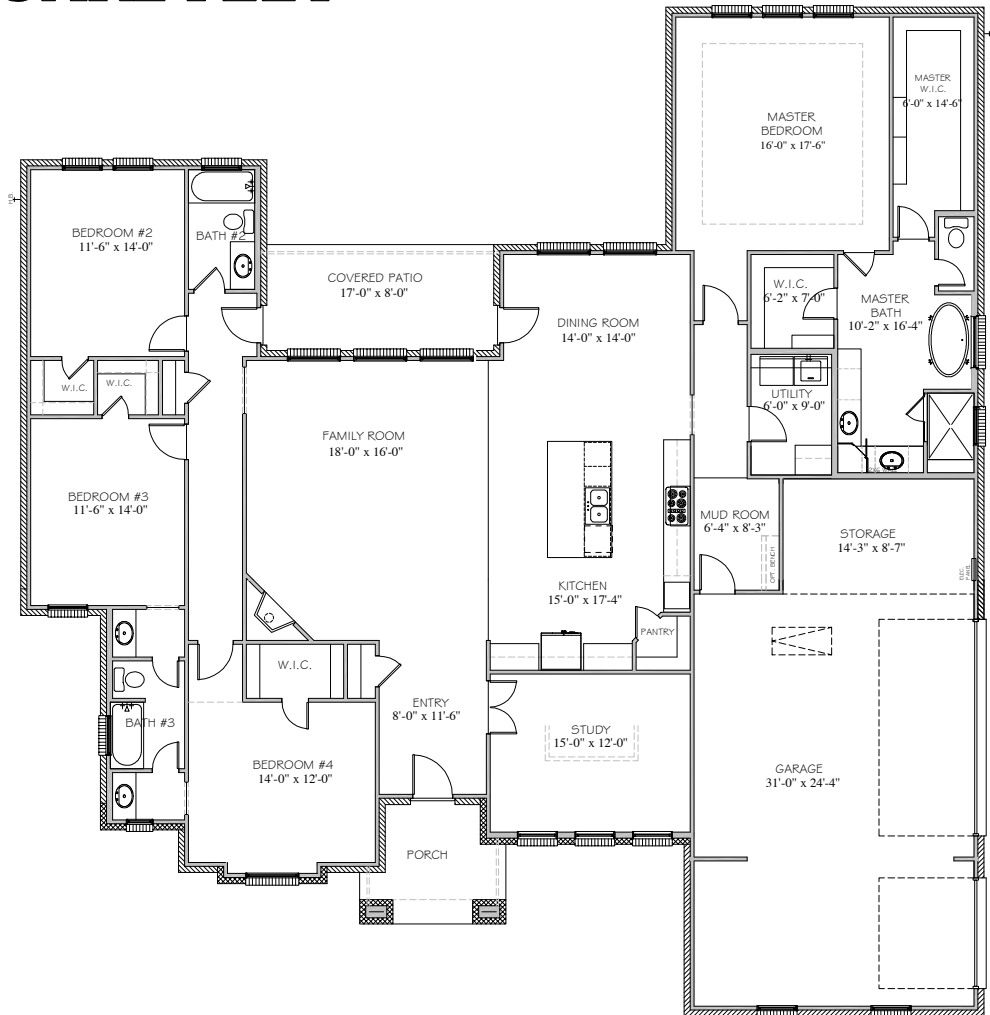 MASTER
W.I.C.
6'-0" x 14'-6"
MASTER
BEDROOM
16'-0" x 17'-6"
H.B.
BEDROOM #2
11'-6" x 14'-0"
BATH #2
COVERED PATIO
17'-0" x 8'-0"
W.I.C.
6'-2" x 7'-0"
MASTER
BATH
10'-2" x 16'-4"
DINING ROOM
14'-0" x 14'-0"
W.I.C.
W.I.C.
UTILITY
6'-0" x 9'-0"
FAMILY ROOM
18'-0" x 16'-0"
BEDROOM #3
11'-6" x 14'-0"
MUD ROOM
6'-4" x 8'-3"
OPT. BENCH
STORAGE
14'-3" x 8'-7"
ELEC.
PANEL
KITCHEN
15'-0" x 17'-4"
PANTRY
W.I.C.
ENTRY
8'-0" x 11'-6"
BATH #3
STUDY
15'-0" x 12'-0"
BEDROOM #4
14'-0" x 12'-0"
GARAGE
31'-0" x 24'-4"
PORCH